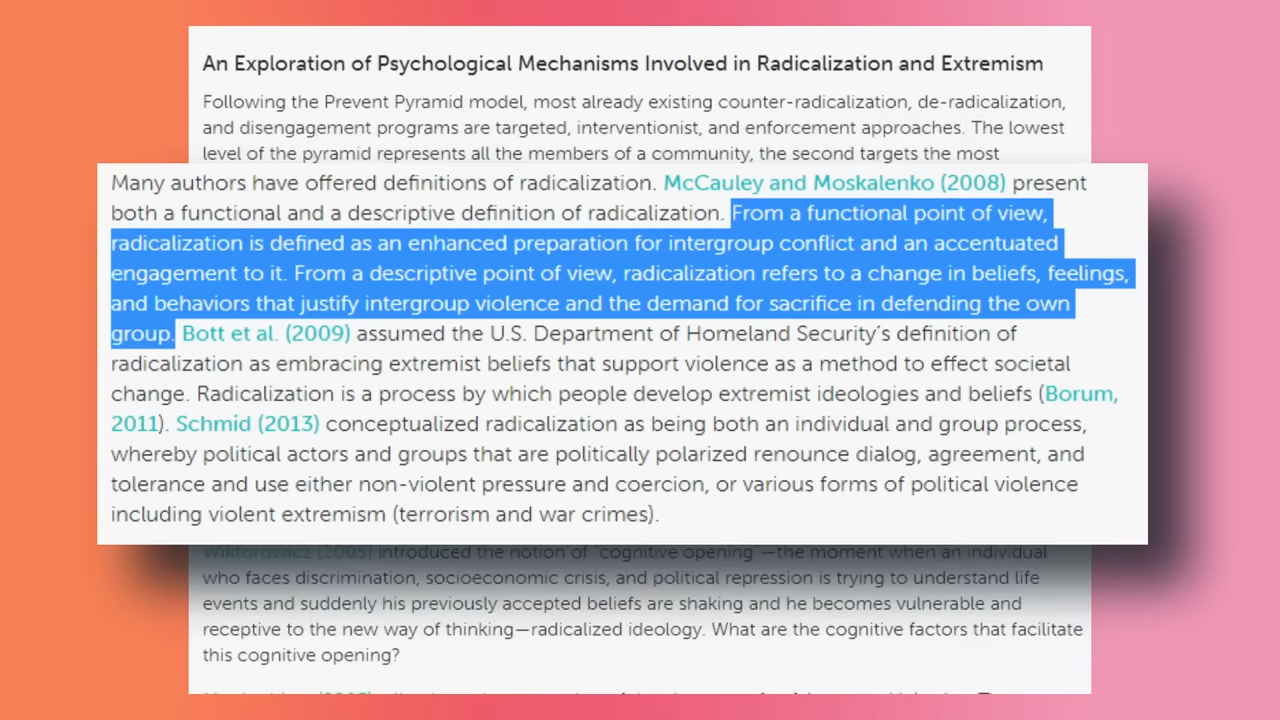 An Exploration of Psychological Mechanisms Involved in Radicalization and Extremism
Following the Prevent Pyramid model, most already existing counter-radicalization, de-radicalization,
and disengagement programs are targeted, interventionist, and enforcement approaches. The lowest
level of the pyramid represents all the members of a community, the second targets the most
Many authors have offered definitions of radicalization. McCauley and Moskalenko (2008) present
both a functional and a descriptive definition of radicalization. From a functional point of view,
radicalization is defined as an enhanced preparation for intergroup conflict and an accentuated
engagement to it. From a descriptive point of view, radicalization refers to a change in beliefs, feelings,
and behaviors that justify intergroup violence and the demand for sacrifice in defending the own
group. Bott et al. (2009) assumed the U.S. Department of Homeland Security's definition of
radicalization as embracing extremist beliefs that support violence as a method to effect societal
change. Radicalization is a process by which people develop extremist ideologies and beliefs (Borum,
2011). Schmid (2013) conceptualized radicalization as being both an individual and group process,
whereby political actors and groups that are politically polarized renounce dialog, agreement, and
tolerance and use either non-violent pressure and coercion, or various forms of political violence
including violent extremism (terrorism and war crimes).
Wiktorowicz (2005) introduced the notion of "cognitive opening"—the moment when an individual
who faces discrimination, socioeconomic crisis, and political repression is trying to understand life
events and suddenly his previously accepted beliefs are shaking and he becomes vulnerable and
receptive to the new way of thinking—radicalized ideology. What are the cognitive factors that facilitate
this cognitive opening?